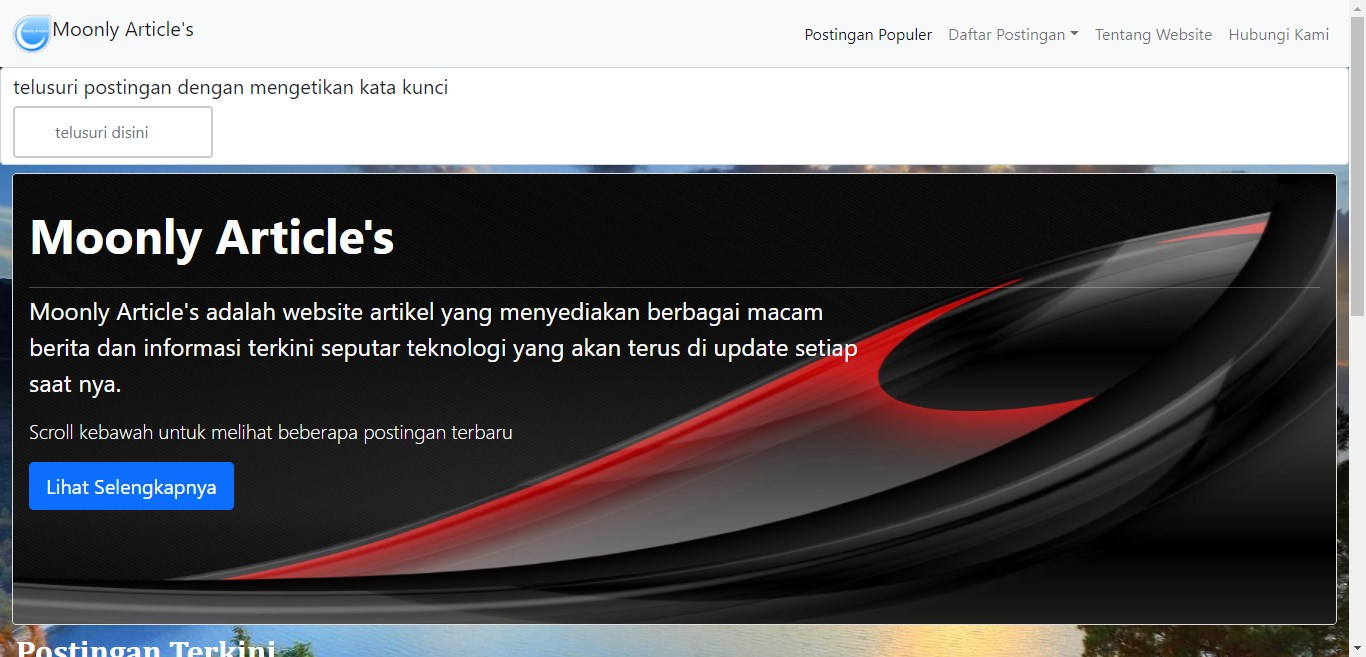 Moonly Article's
Postingan Populer
Daftar Postingan
Tentang Website
Hubungi Kami
telusuri postingan dengan mengetikan kata kunci
telusuri disini
Moonly Article's
Moonly Article's adalah website artikel yang menyediakan berbagai macam
berita dan informasi terkini seputar teknologi yang akan terus di update setiap
saat nya.
Scroll kebawah untuk melihat beberapa postingan terbaru
Lihat Selengkapnya
Postingan Terkini